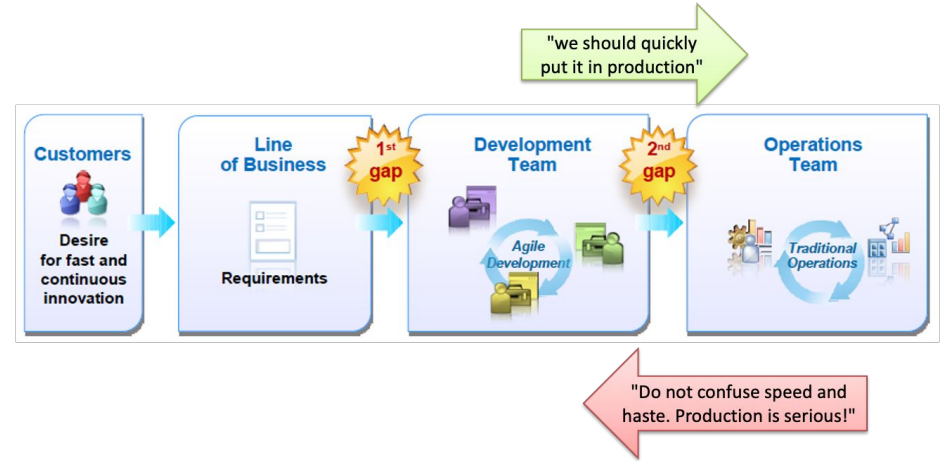 "we should quickly
put it in production"
Customers
Desire
for fast and
continuous
innovation
Line
of Business
Requirements
1st
gap
Development
Team
Agile
Development
2nd
gap
Operations
Team
Traditional
Operations
"Do not confuse speed and
haste. Production is serious!"